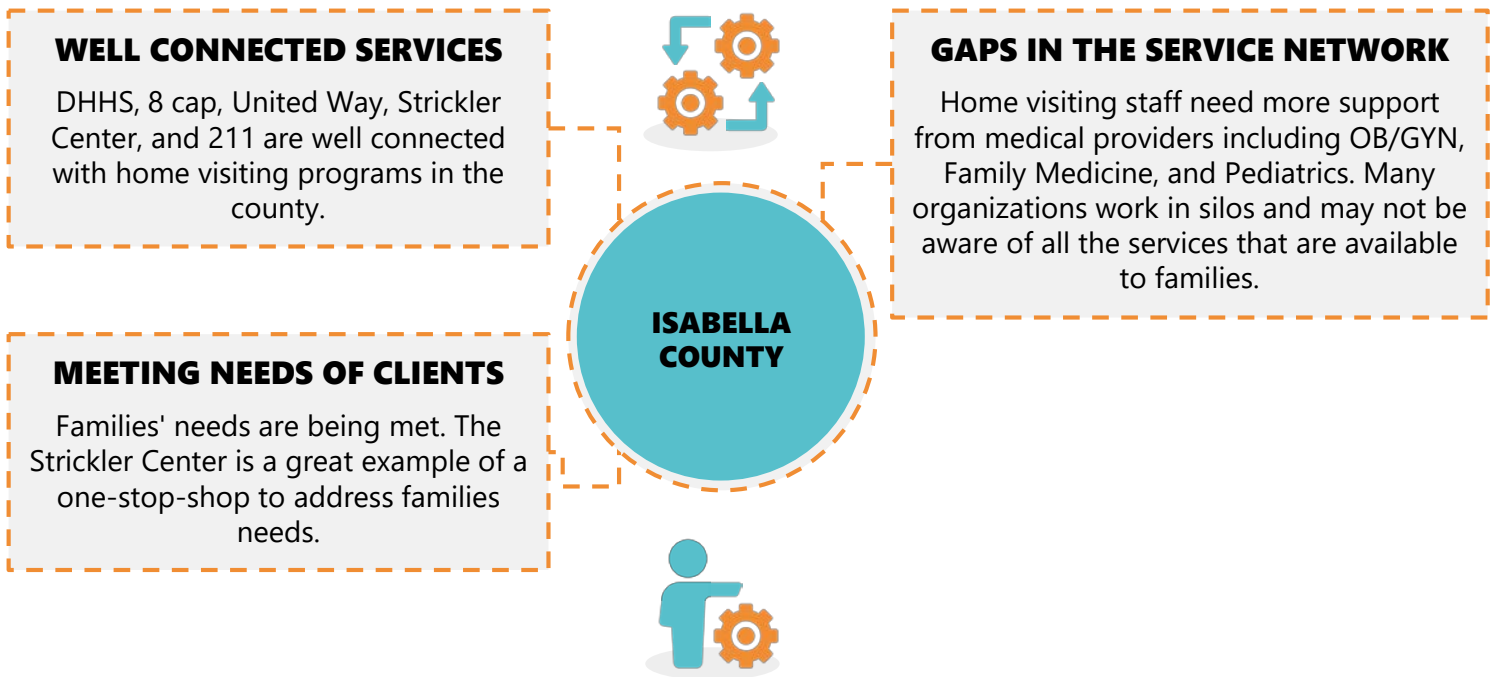 WELL CONNECTED SERVICES
DHHS, 8 cap, United Way, Strickler
Center, and 211 are well connected
with home visiting programs in the
county.
MEETING NEEDS OF CLIENTS
Families' needs are being met. The
Strickler Center is a great example of a
one-stop-shop to address families
needs.
ISABELLA
COUNTY
GAPS IN THE SERVICE NETWORK
Home visiting staff need more support
from medical providers including OB/GYN,
Family Medicine, and Pediatrics. Many
organizations work in silos and may not be
aware of all the services that are available
to families.